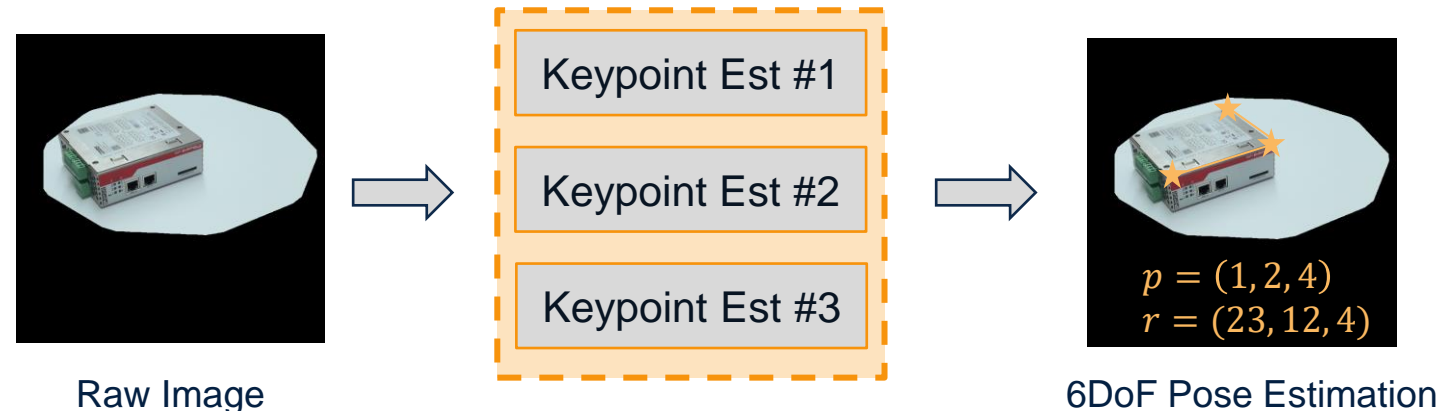 Keypoint Est #1
Keypoint Est #2
Keypoint Est #3
p = (1, 2, 4)
r = (23, 12, 4)
Raw Image
6DoF Pose Estimation